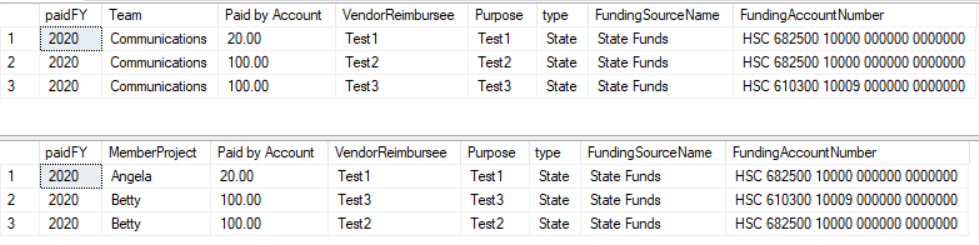 paidFY Team Paid by Account VendorReimbursee Purpose type FundingSourceName FundingAccountNumber
1 2020 Communications 20.00 Test1 Test1 State State Funds HSC 682500 10000 000000 0000000
2 2020 Communications 100.00 Test2 Test2 State State Funds HSC 682500 10000 000000 0000000
3 2020 Communications 100.00 Test3 Test3 State State Funds HSC 610300 10009 000000 0000000
paidFY MemberProject Paid by Account VendorReimbursee Purpose type FundingSourceName FundingAccountNumber
1 2020 Angela 20.00 Test1 Test1 State State Funds HSC 682500 10000 000000 0000000
2 2020 Betty 100.00 Test3 Test3 State State Funds HSC 610300 10009 000000 0000000
3 2020 Betty 100.00 Test2 Test2 State State Funds HSC 682500 10000 000000 0000000